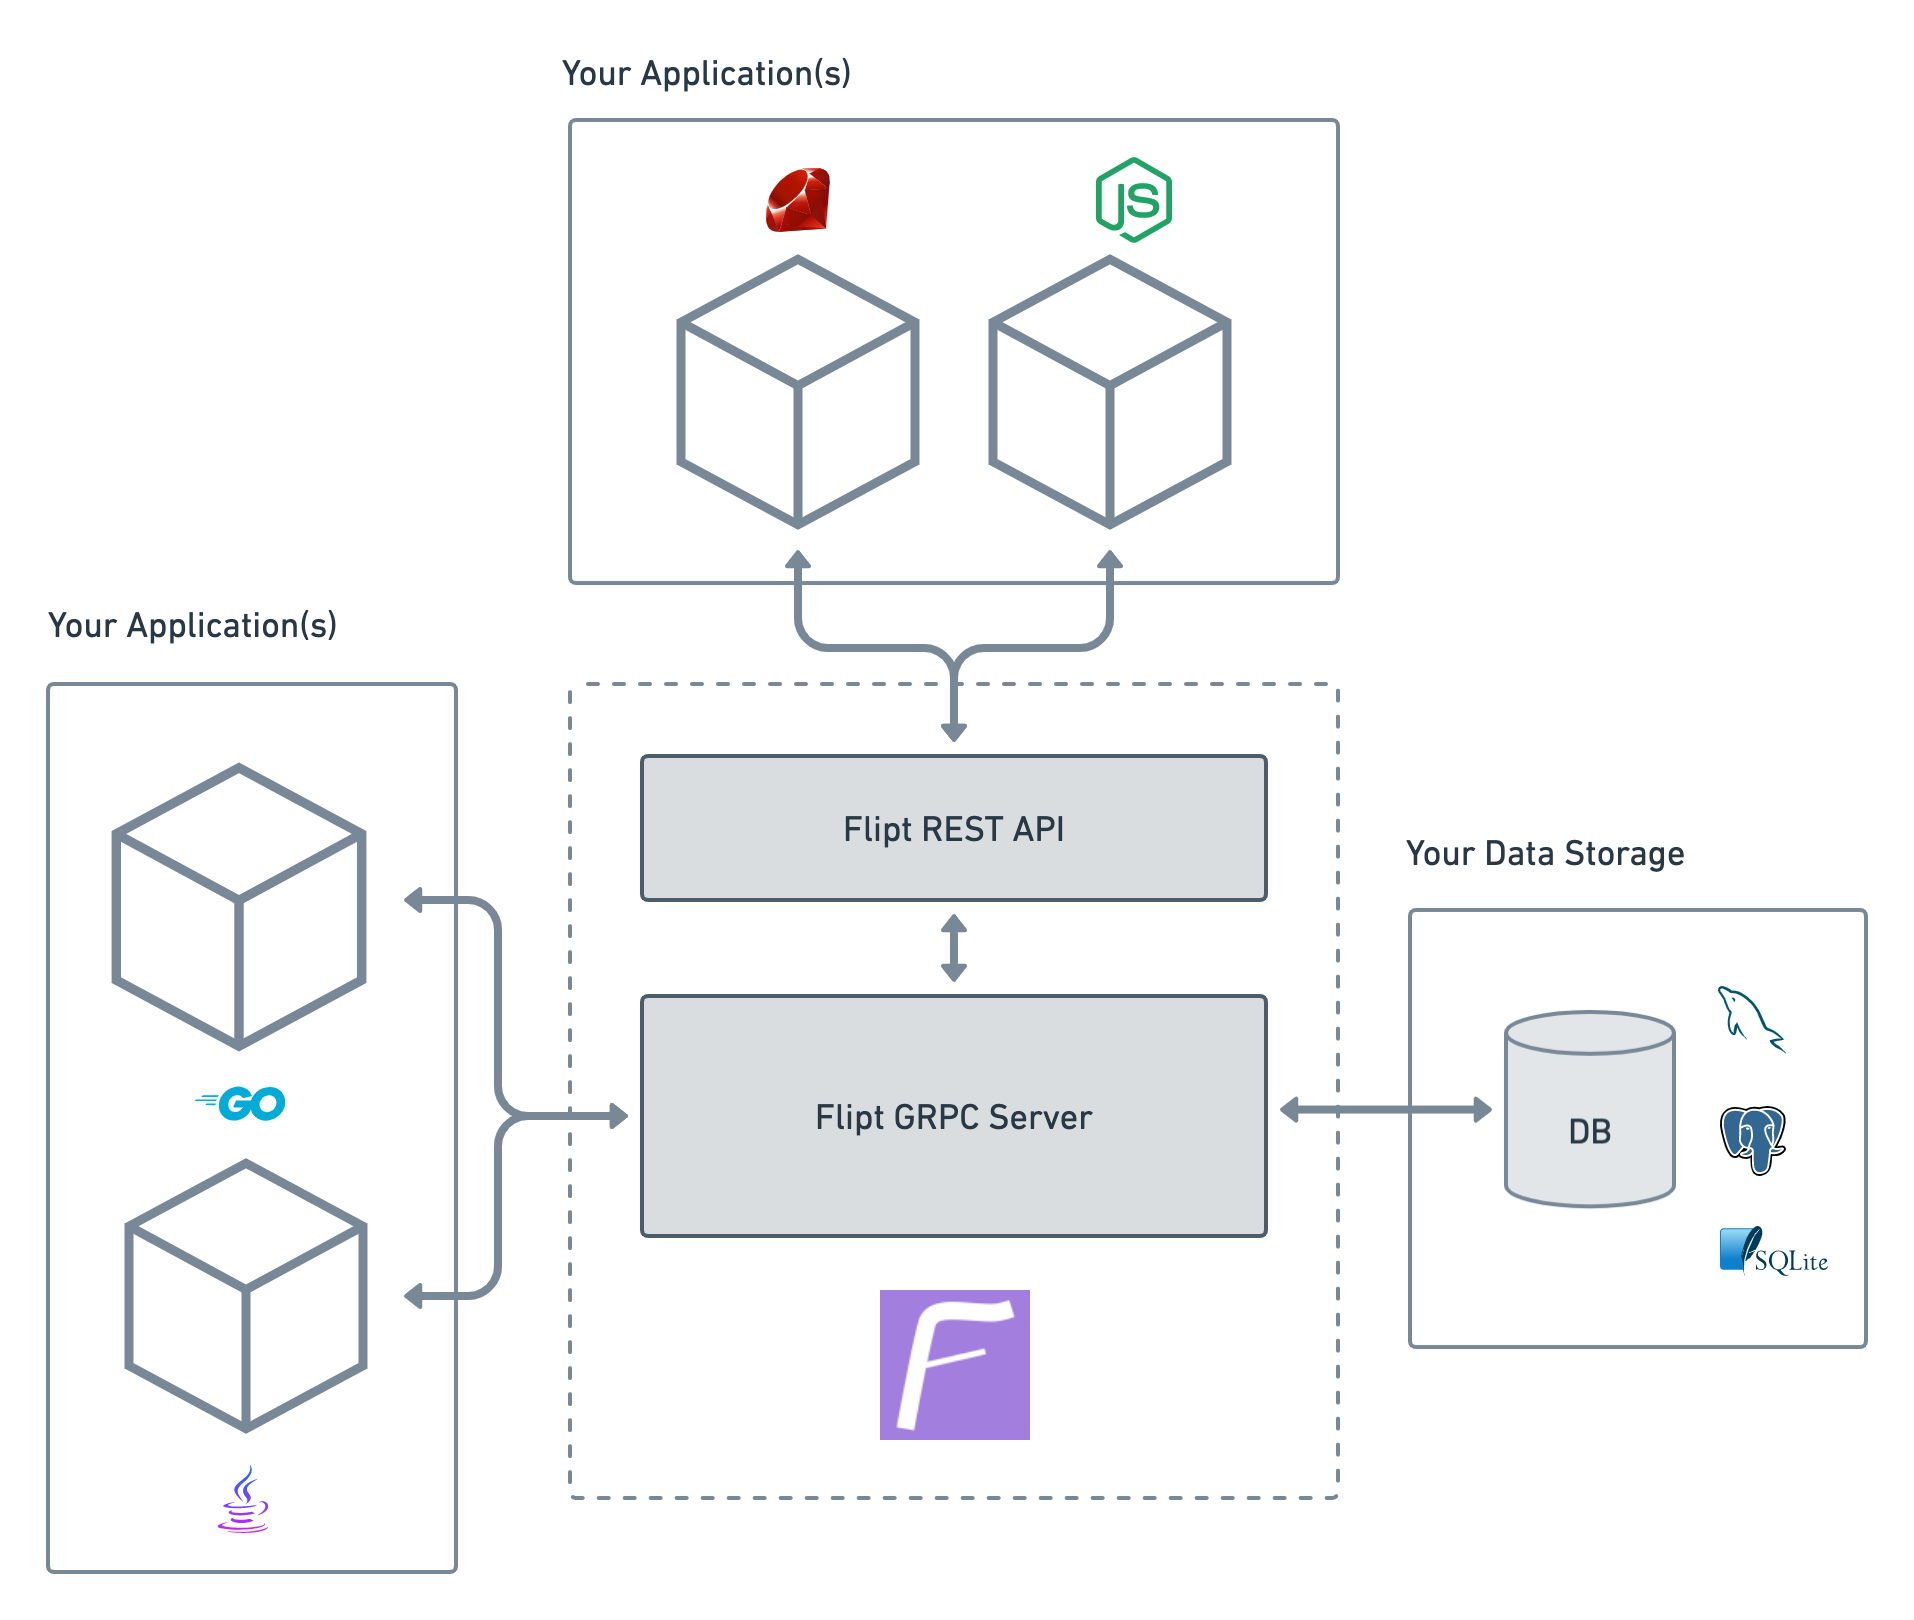 Your Application(s)
JS
Your Application(s)
Flipt REST API
Your Data Storage
GO
Flipt GRPC Server
DB
SQLite
F